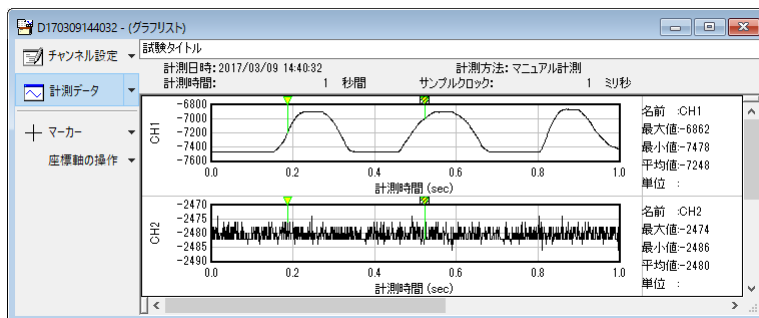 D170309144032 - (グラフリスト)
チャンネル設定
計測データ
マーカー
座標軸の操作
試験タイトル
計測日時: 2017/03/09 14:40:32 計測方法: マニュアル計測
計測時間: 1 秒間 サンプルクロック: 1 ミリ秒
CH1
-6800
-7000
-7200
-7400
-7600
0.0 0.2 0.4 0.6 0.8 1.0
計測時間 (sec)
名前 :CH1
最大値:-6862
最小値:-7478
平均値:-7248
単位 :
CH2
-2470
-2475
-2480
-2485
-2490
0.0 0.2 0.4 0.6 0.8 1.0
計測時間 (sec)
名前 :CH2
最大値:-2474
最小値:-2486
平均値:-2480
単位 :